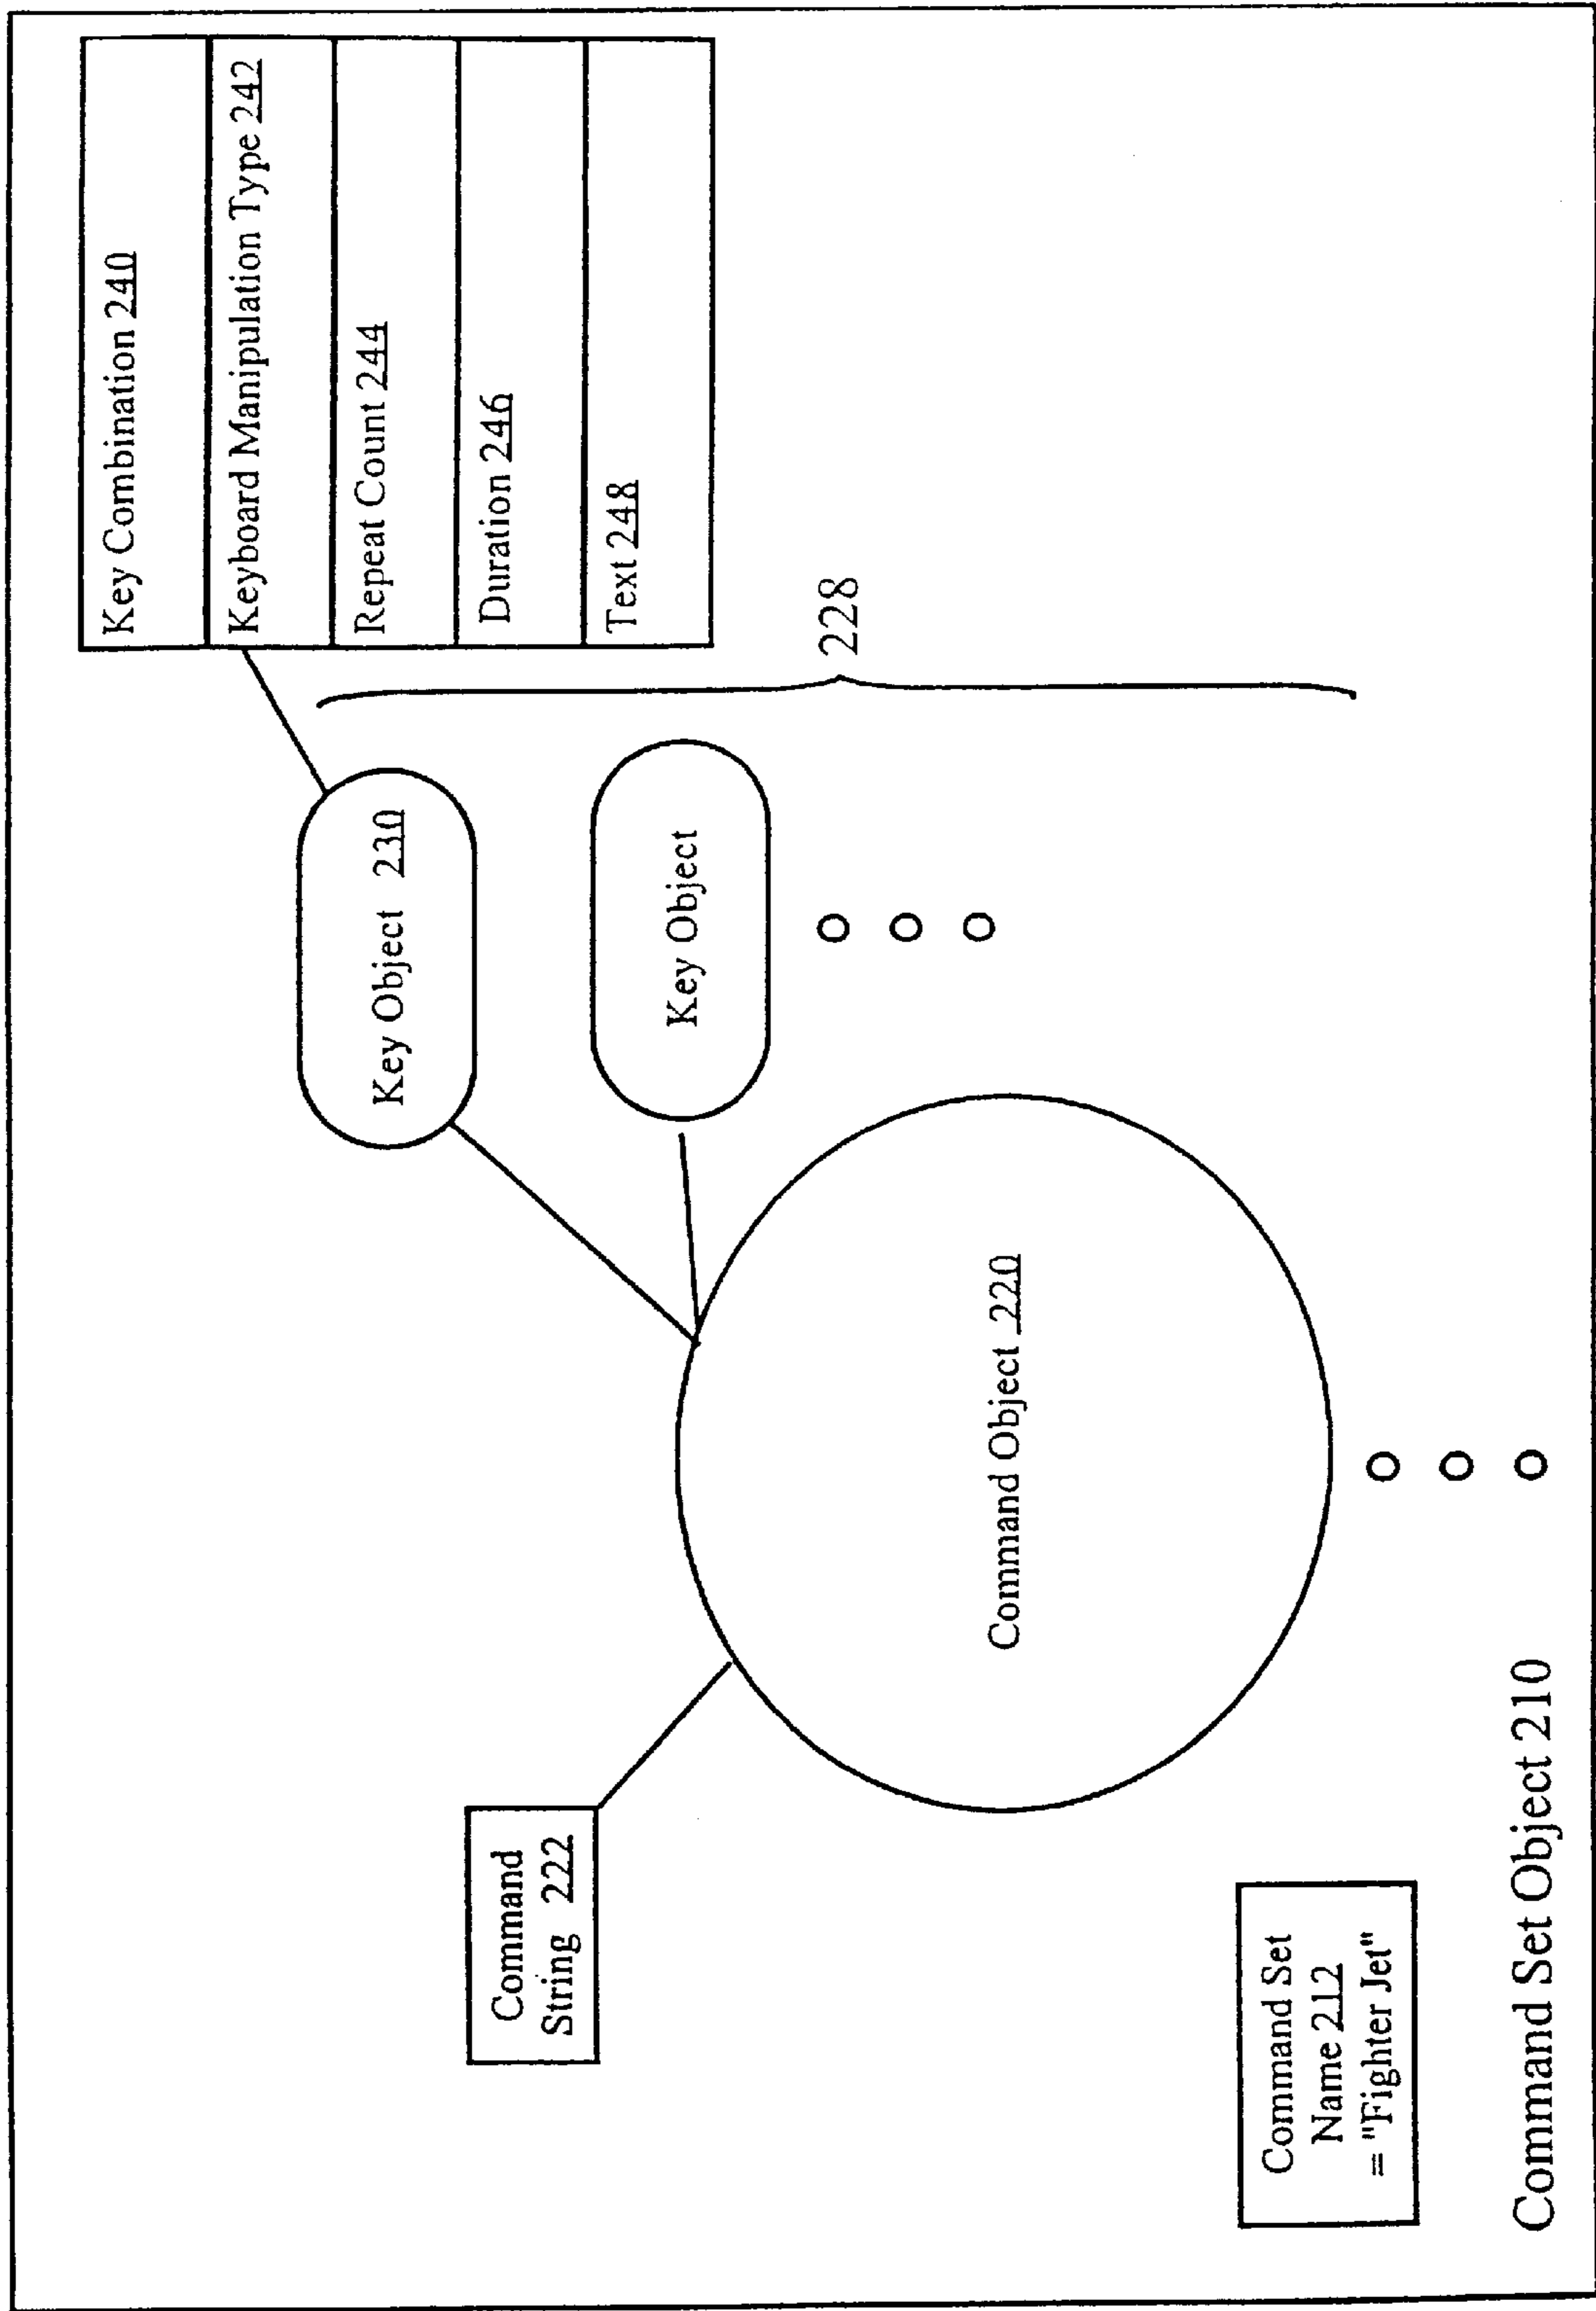 Key Combination 240
Keyboard Manipulation Type 242
Repeat Count 244
Duration 246
Text 248
228
Key Object 230
Key Object
Command
String 222
Command Object 220
Command Set
Name 212
= "Fighter Jet"
Command Set Object 210